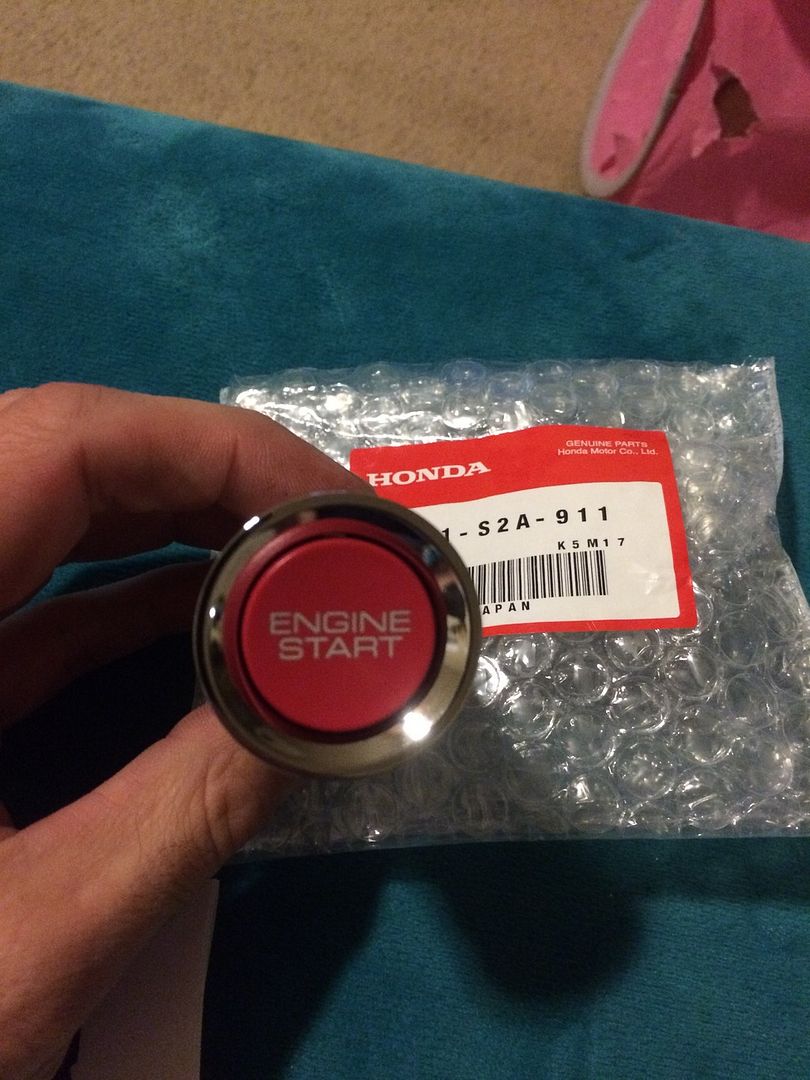 GENUINE PARTS
Honda Motor Co., Ltd.
HONDA
1-S2A-911
K5M17
APAN
ENGINE
START